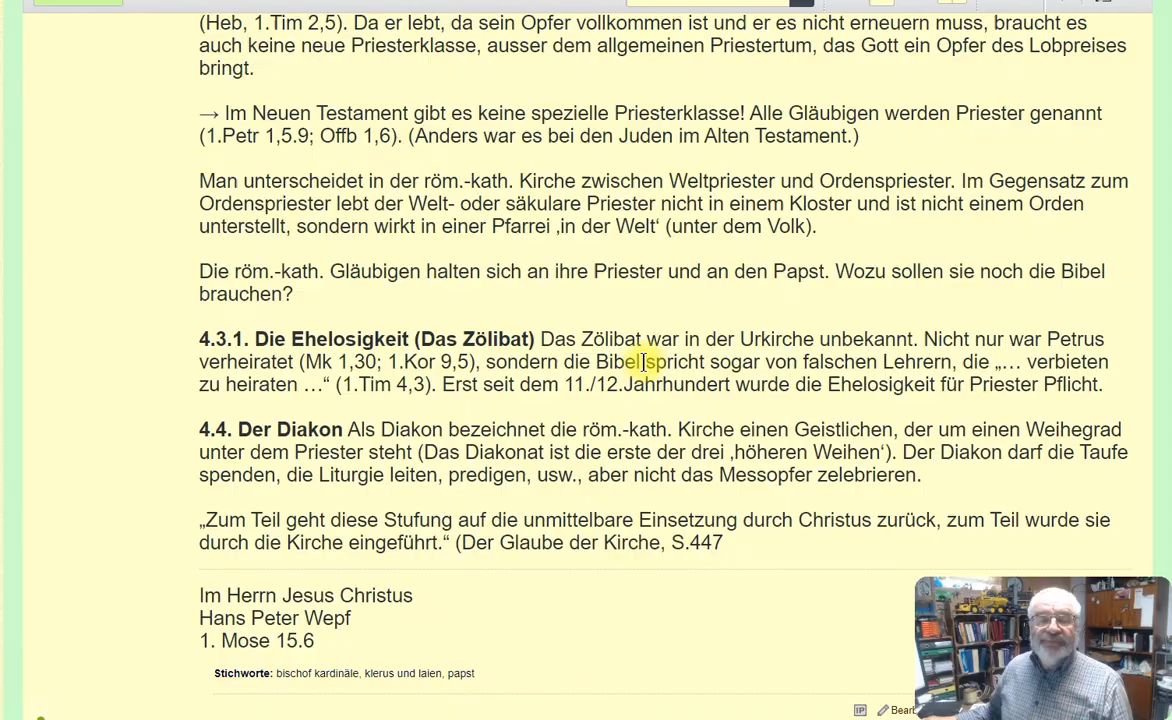 (Heb, 1.Tim 2,5). Da er lebt, da sein Opfer vollkommen ist und er es nicht erneuern muss, braucht es
auch keine neue Priesterklasse, ausser dem allgemeinen Priestertum, das Gott ein Opfer des Lobpreises
bringt.
→ Im Neuen Testament gibt es keine spezielle Priesterklasse! Alle Gläubigen werden Priester genannt
(1.Petr 1,5.9; Offb 1,6). (Anders war es bei den Juden im Alten Testament.)
Man unterscheidet in der röm.-kath. Kirche zwischen Weltpriester und Ordenspriester. Im Gegensatz zum
Ordenspriester lebt der Welt- oder säkulare Priester nicht in einem Kloster und ist nicht einem Orden
unterstellt, sondern wirkt in einer Pfarrei ‚in der Welt‘ (unter dem Volk).
Die röm.-kath. Gläubigen halten sich an ihre Priester und an den Papst. Wozu sollen sie noch die Bibel
brauchen?
4.3.1. Die Ehelosigkeit (Das Zölibat) Das Zölibat war in der Urkirche unbekannt. Nicht nur war Petrus
verheiratet (Mk 1,30; 1.Kor 9,5), sondern die Bibel spricht sogar von falschen Lehrern, die „… verbieten
zu heiraten …“ (1.Tim 4,3). Erst seit dem 11./12.Jahrhundert wurde die Ehelosigkeit für Priester Pflicht.
4.4. Der Diakon Als Diakon bezeichnet die röm.-kath. Kirche einen Geistlichen, der um einen Weihegrad
unter dem Priester steht (Das Diakonat ist die erste der drei ‚höheren Weihen‘). Der Diakon darf die Taufe
spenden, die Liturgie leiten, predigen, usw., aber nicht das Messopfer zelebrieren.
„Zum Teil geht diese Stufung auf die unmittelbare Einsetzung durch Christus zurück, zum Teil wurde sie
durch die Kirche eingeführt.“ (Der Glaube der Kirche, S.447
Im Herrn Jesus Christus
Hans Peter Wepf
1. Mose 15.6
Stichworte: bischof kardinäle, klerus und laien, papst
IP Bear